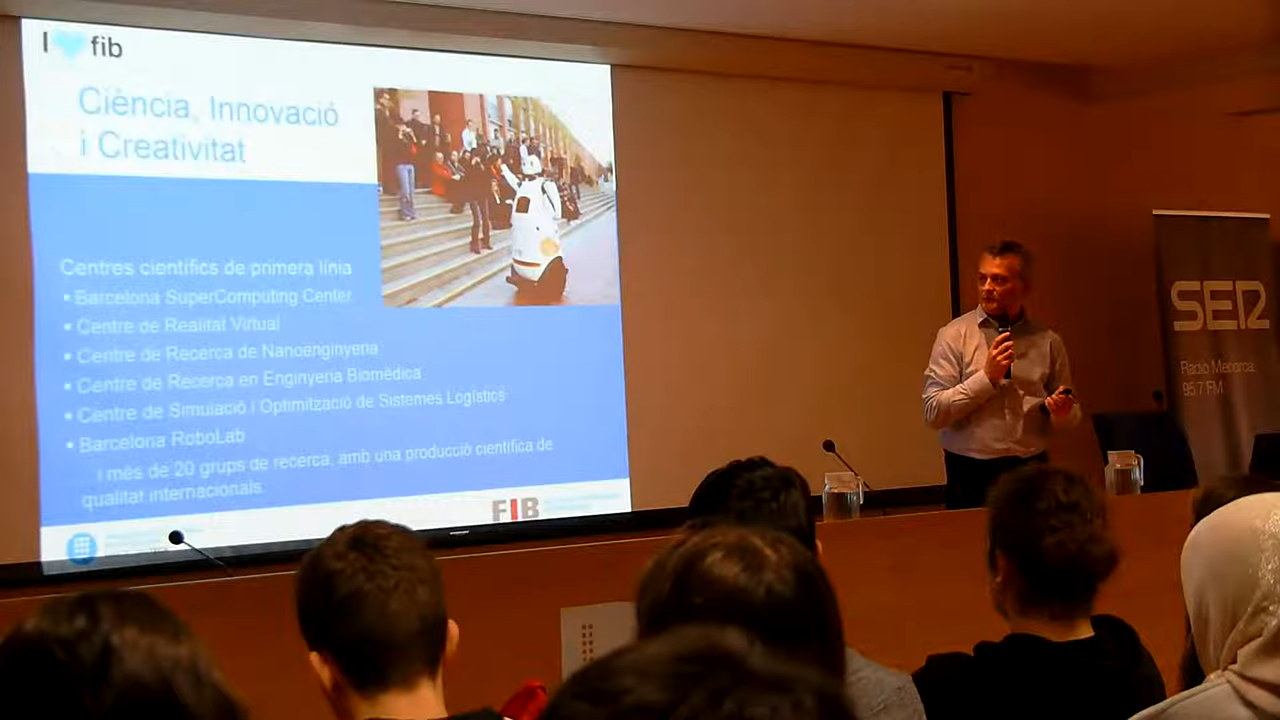 I fib
Ciència, Innovació
i Creativitat
Centres científics de primera línia
• Barcelona SuperComputing Center
• Centre de Realitat Virtual
• Centre de Recerca de Nanoenginyeria
• Centre de Recerca en Enginyeria Biomèdica
• Centre de Simulació i Optimització de Sistemes Logístics
• Barcelona RoboLab
i més de 20 grups de recerca, amb una producció científica de
qualitat internacionals.
FIB
SER
Radio Menorca
95.7 FM